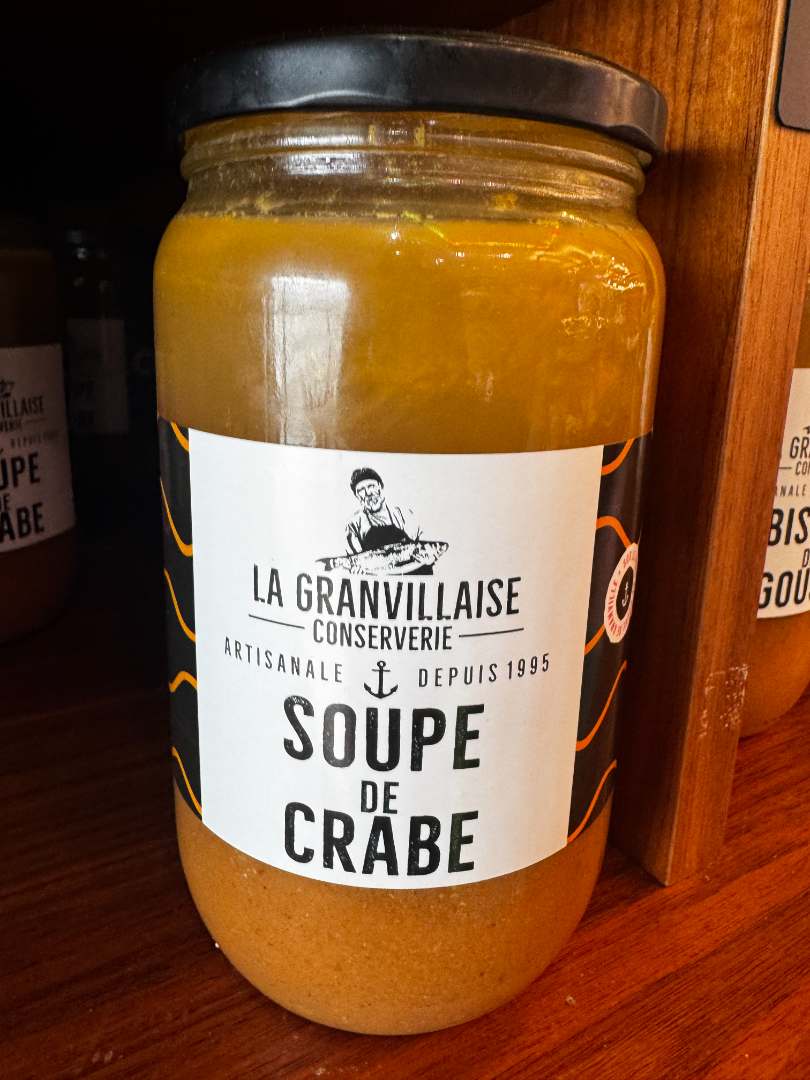 LA GRANVILLAISE
CONSERVERIE
ARTISANALE DEPUIS 1995
SOUPE
DE
CRABE